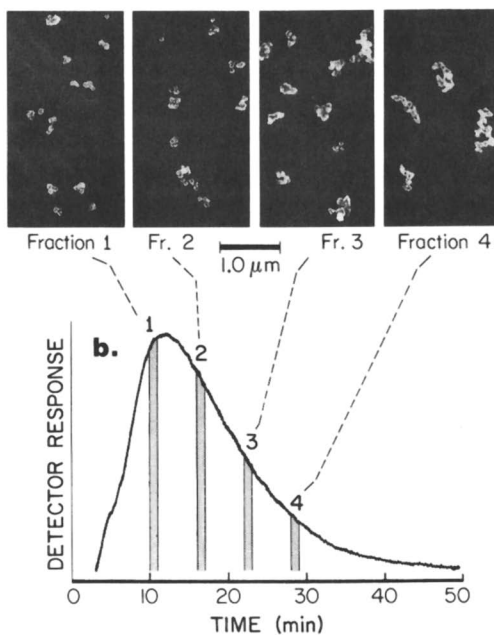 Fraction 1 Fr. 2 Fr. 3 Fraction 4
1.0 μm
b.
1
2
3
4
DETECTOR RESPONSE
0 10 20 30 40 50
TIME (min)